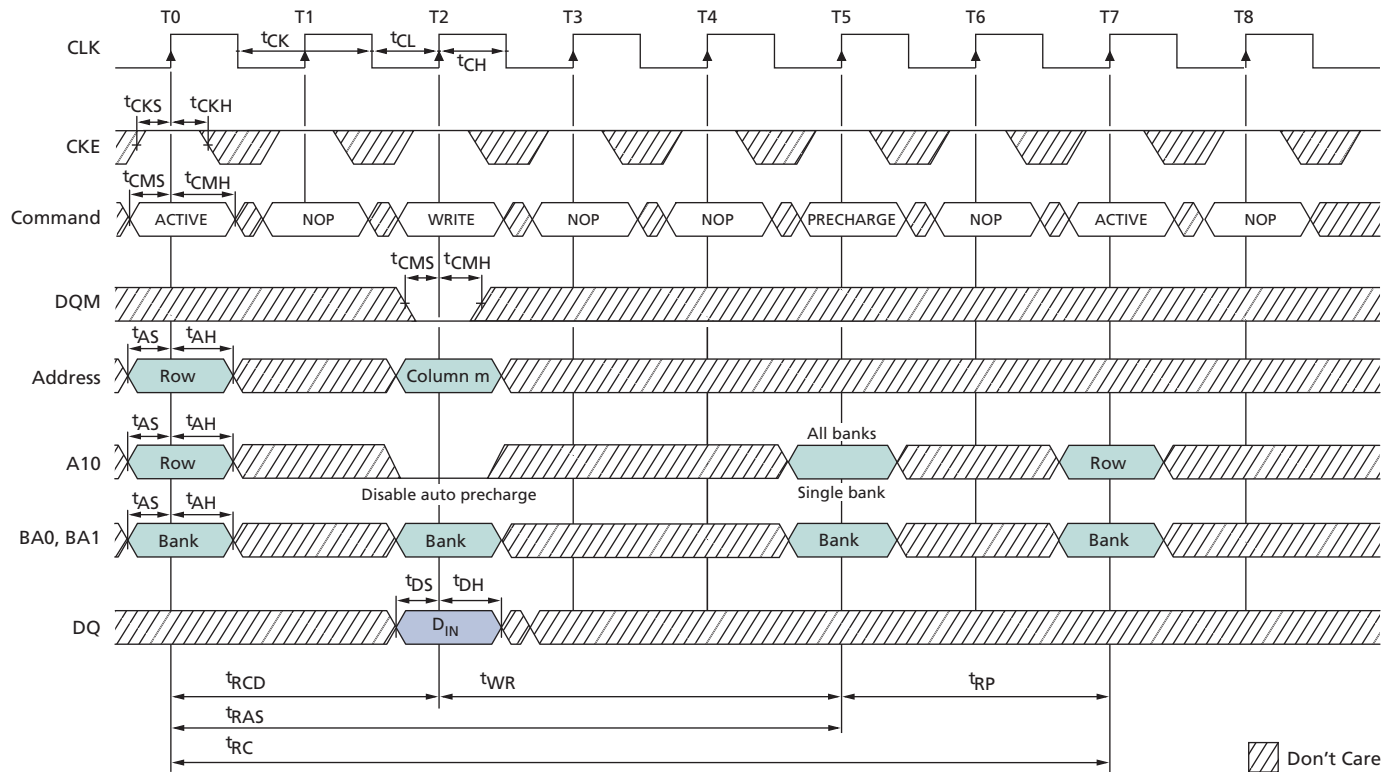 T0 T1 T2 T3 T4 T5 T6 T7 T8
CLK
tCK tCL
tCH
tCKS tCKH
CKE
tCMS tCMH
Command ACTIVE NOP WRITE NOP NOP PRECHARGE NOP ACTIVE NOP
tCMS tCMH
DQM
tAS tAH
Address Row Column m
tAS tAH
All banks
A10 Row Row
Disable auto precharge Single bank
tAS tAH
BA0, BA1 Bank Bank Bank Bank
tDS tDH
DQ DIN
tRCD tWR tRP
tRAS
tRC
Don't Care